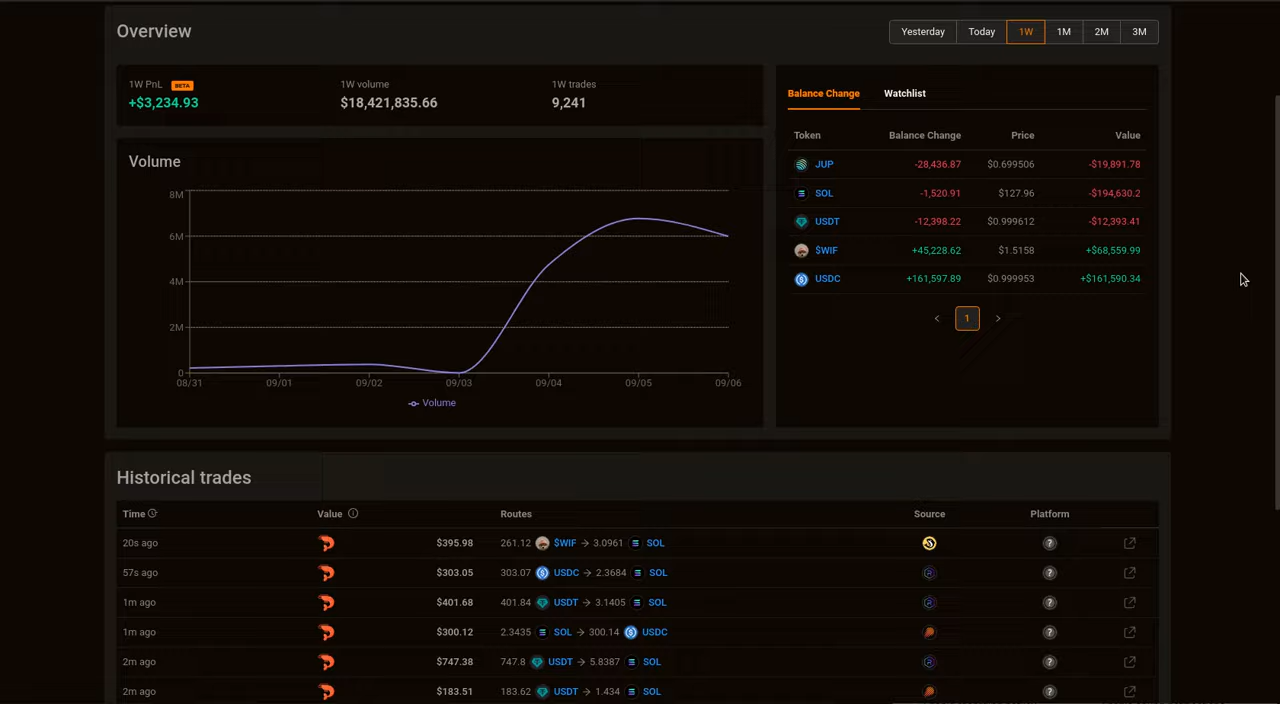 Overview
Yesterday Today 1W 1M 2M 3M
1W PnL BETA 1W volume 1W trades
+$3,234.93 $18,421,835.66 9,241
Balance Change Watchlist
Token Balance Change Price Value
JUP -28,436.87 $0.699506 -$19,891.78
SOL -1,520.91 $127.96 -$194,630.2
USDT -12,398.22 $0.999612 -$12,393.41
$WIF +45,228.62 $1.5158 +$68,559.99
USDC +161,597.89 $0.999953 +$161,590.34
< 1 >
Volume
8M
6M
4M
2M
0
08/31 09/01 09/02 09/03 09/04 09/05 09/06
Volume
Historical trades
Time Value Routes Source Platform
20s ago $395.98 261.12 $WIF → 3.0961 SOL ?
57s ago $303.05 303.07 USDC → 2.3684 SOL ?
1m ago $401.68 401.84 USDT → 3.1405 SOL ?
1m ago $300.12 2.3435 SOL → 300.14 USDC ?
2m ago $747.38 747.8 USDT → 5.8387 SOL ?
2m ago $183.51 183.62 USDT → 1.434 SOL ?